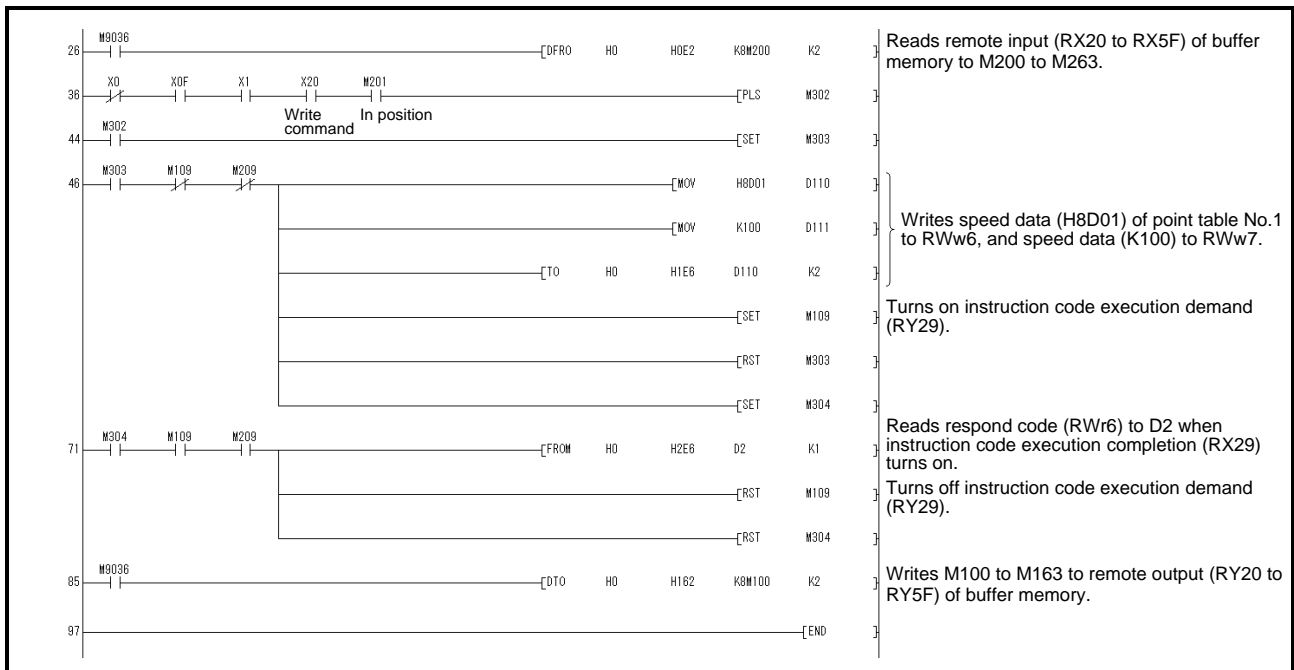 M9036
26 DFRO H0 H0E2 K8M200 K2
Reads remote input (RX20 to RX5F) of buffer
memory to M200 to M263.
X0 X0F X1 X20 M201
36 PLS M302
Write In position
command
M302
44 SET M303
M303 M109 M209
46 MOV H8D01 D110
MOV K100 D111
Writes speed data (H8D01) of point table No.1
to RWw6, and speed data (K100) to RWw7.
TO H0 H1E6 D110 K2
SET M109
Turns on instruction code execution demand
(RY29).
RST M303
SET M304
M304 M109 M209
71 FROM H0 H2E6 D2 K1
Reads respond code (RWr6) to D2 when
instruction code execution completion (RX29)
turns on.
RST M109
Turns off instruction code execution demand
(RY29).
RST M304
M9036
85 DTO H0 H162 K8M100 K2
Writes M100 to M163 to remote output (RY20 to
RY5F) of buffer memory.
97 END